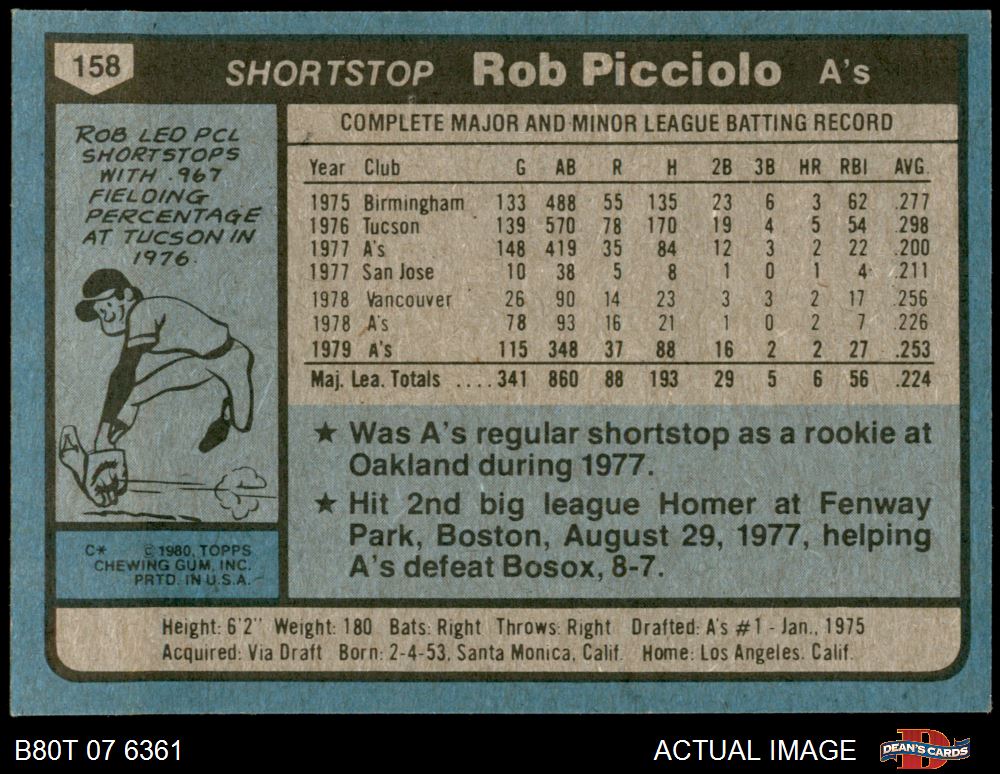 158
SHORTSTOP Rob Picciolo A's
ROB LED PCL
SHORTSTOPS
WITH .967
FIELDING
PERCENTAGE
AT TUCSON IN
1976.
C* © 1980, TOPPS
CHEWING GUM, INC.
PRTD. IN U.S.A.
COMPLETE MAJOR AND MINOR LEAGUE BATTING RECORD
Year Club G AB R H 2B 3B HR RBI AVG.
1975 Birmingham 133 488 55 135 23 6 3 62 .277
1976 Tucson 139 570 78 170 19 4 5 54 .298
1977 A's 148 419 35 84 12 3 2 22 .200
1977 San Jose 10 38 5 8 1 0 1 4 .211
1978 Vancouver 26 90 14 23 3 3 2 17 .256
1978 A's 78 93 16 21 1 0 2 7 .226
1979 A's 115 348 37 88 16 2 2 27 .253
Maj. Lea. Totals ....341 860 88 193 29 5 6 56 .224
★ Was A's regular shortstop as a rookie at
Oakland during 1977.
★ Hit 2nd big league Homer at Fenway
Park, Boston, August 29, 1977, helping
A's defeat Bosox, 8-7.
Height: 6'2" Weight: 180 Bats: Right Throws: Right Drafted: A's #1 - Jan., 1975
Acquired: Via Draft Born: 2-4-53, Santa Monica, Calif. Home: Los Angeles, Calif.
B80T 07 6361
ACTUAL IMAGE
DEAN'S CARDS